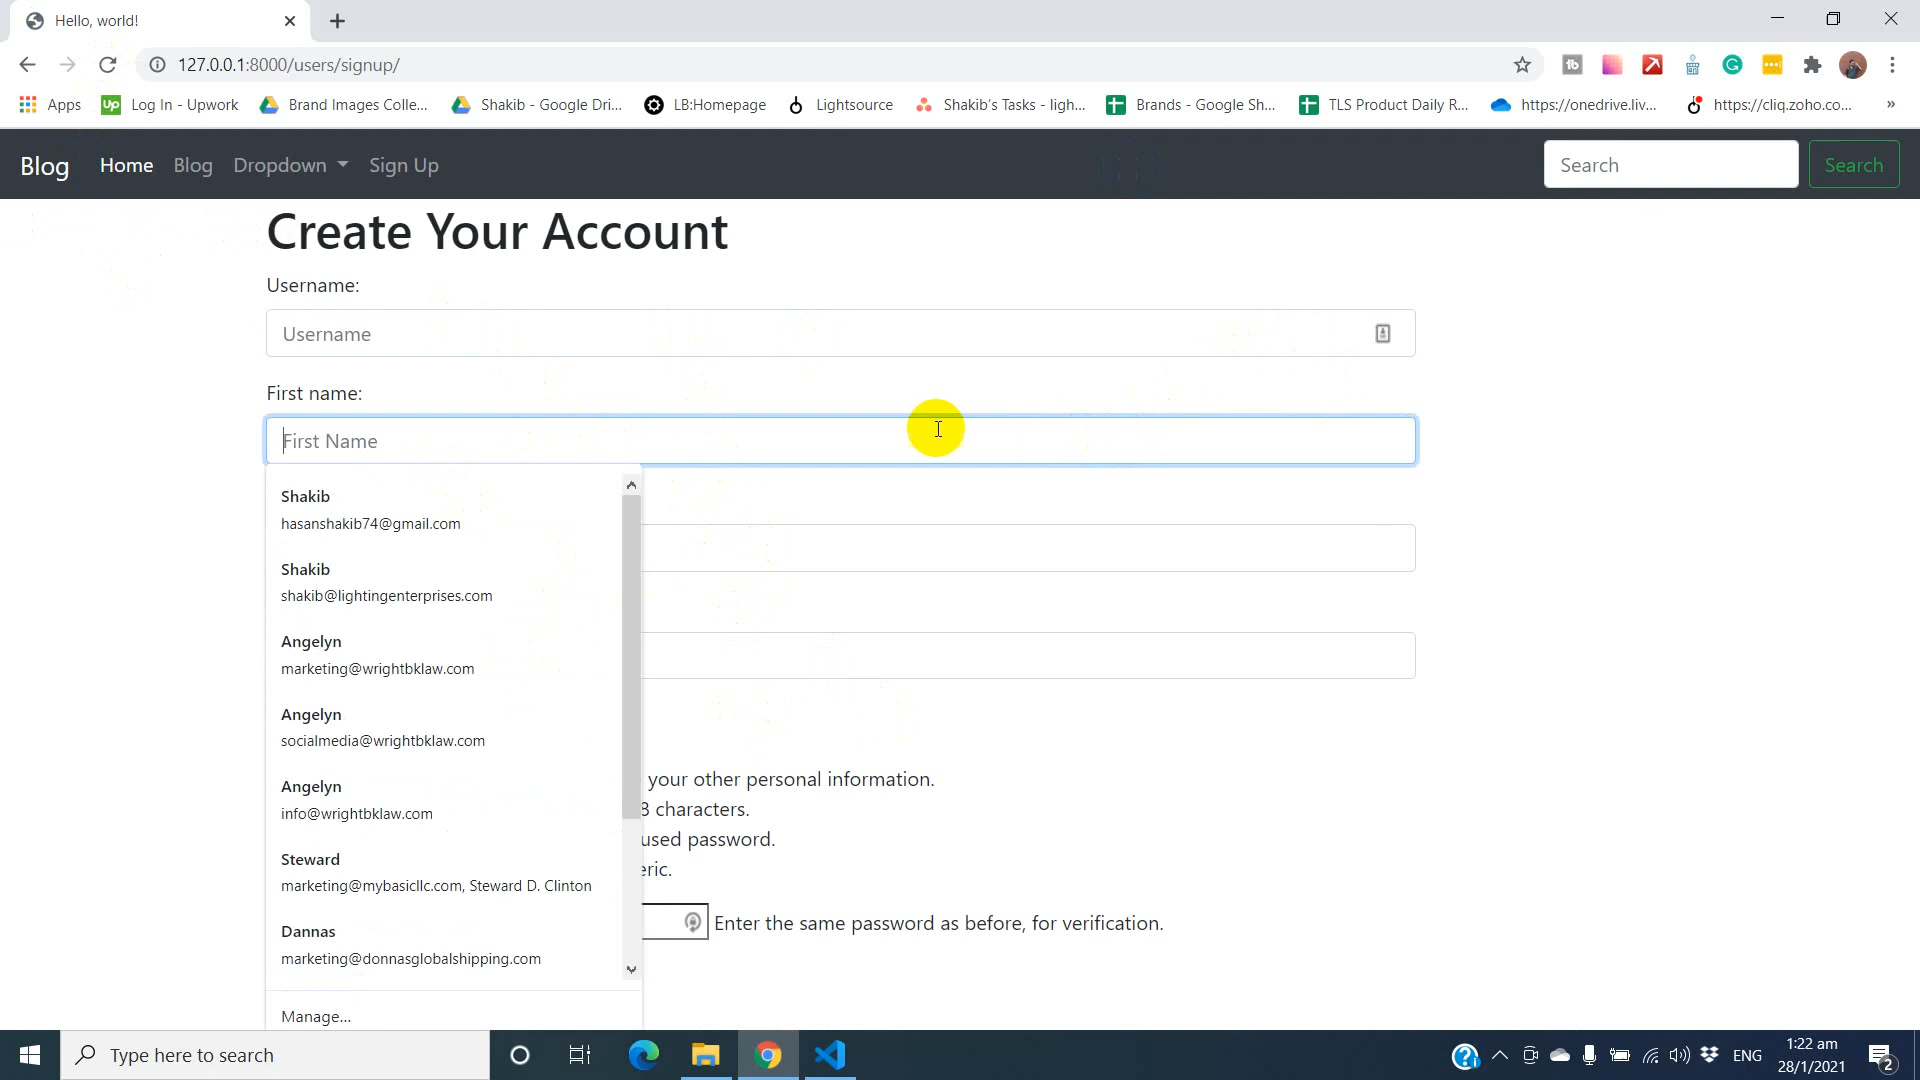 Hello, world!
127.0.0.1:8000/users/signup/
Apps
Up Log In - Upwork
Brand Images Colle...
Shakib - Google Dri...
LB:Homepage
Lightsource
Shakib's Tasks - ligh...
Brands - Google Sh...
TLS Product Daily R...
https://onedrive.liv...
https://cliq.zoho.co...
»
Blog Home Blog Dropdown Sign Up Search Search
Create Your Account
Username:
Username
First name:
First Name
Shakib
hasanshakib74@gmail.com
Shakib
shakib@lightingenterprises.com
Angelyn
marketing@wrightbklaw.com
Angelyn
socialmedia@wrightbklaw.com
Angelyn
info@wrightbklaw.com
Steward
marketing@mybasicllc.com, Steward D. Clinton
Dannas
marketing@donnasglobalshipping.com
Manage...
your other personal information.
8 characters.
used password.
eric.
Enter the same password as before, for verification.
Type here to search
ENG
1:22 am
28/1/2021
2